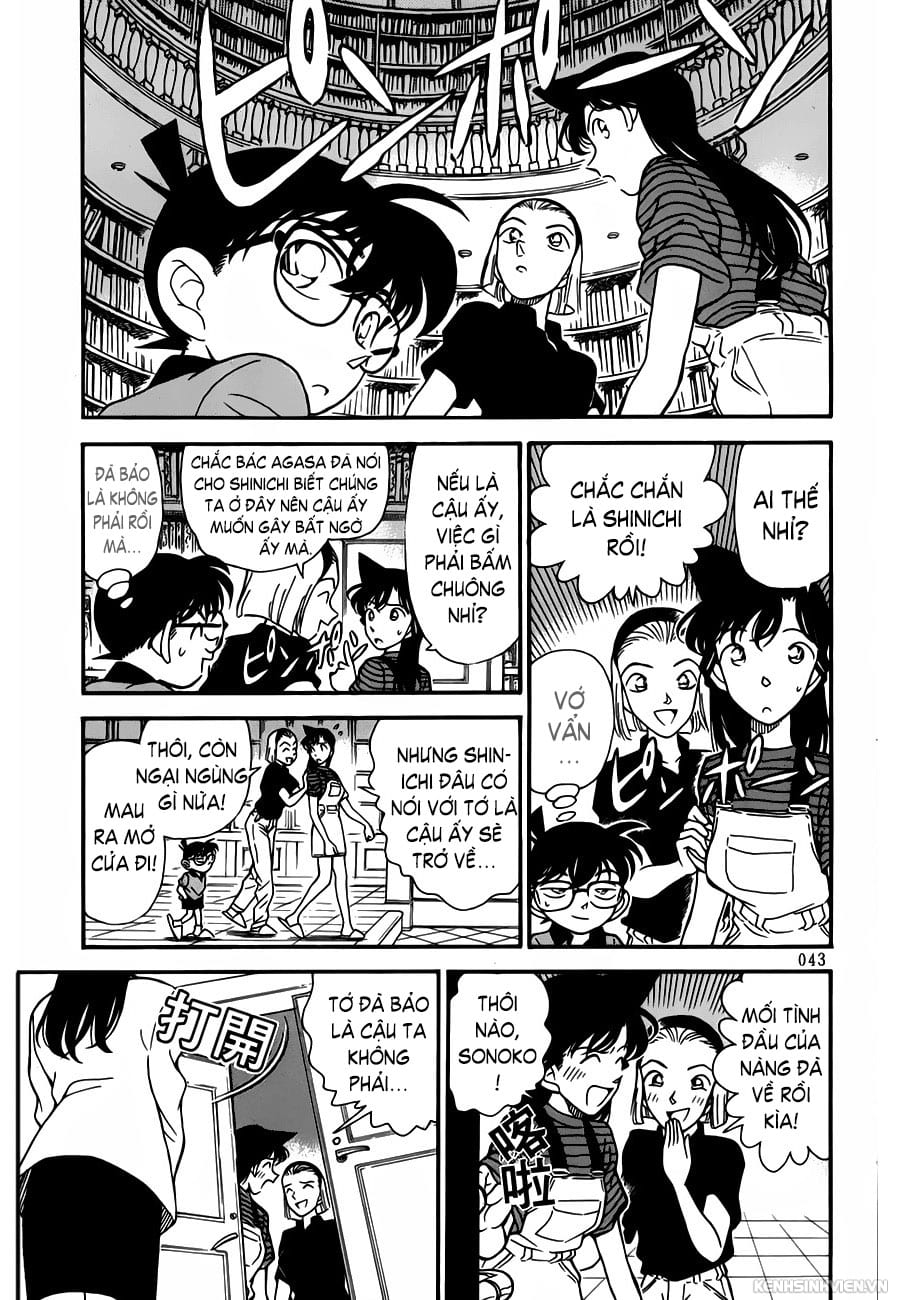 ピンポーン
AI THẾ
NHỈ?
CHẮC CHẮN
LÀ SHINICHI
RỒI!
VỚ
VẨN
...
ピンポーン
NẾU LÀ
CẬU ẤY,
VIỆC GÌ
PHẢI BẤM
CHUÔNG
NHỈ?
CHẮC BÁC AGASA ĐÃ NÓI
CHO SHINICHI BIẾT CHÚNG
TA Ở ĐÂY NÊN CẬU ẤY
MUỐN GÂY BẤT NGỜ
ẤY MÀ.
ĐÃ BẢO
LÀ KHÔNG
PHẢI RỒI
MÀ...
ピンポーン
NHƯNG SHIN-
ICHI ĐÂU CÓ
NÓI VỚI TỚ LÀ
CẬU ẤY SẼ
TRỞ VỀ...
THÔI, CÒN
NGẠI NGÙNG
GÌ NỮA!
MAU
RA MỞ
CỬA ĐI!
043
MỐI TÌNH
ĐẦU CỦA
NÀNG ĐÃ
VỀ RỒI
KÌA!
THÔI
NÀO,
SONOKO
!
喀啦
TỚ ĐÃ BẢO
LÀ CẬU TA
KHÔNG
PHẢI...
打開
KENHSINHVIEN.VN